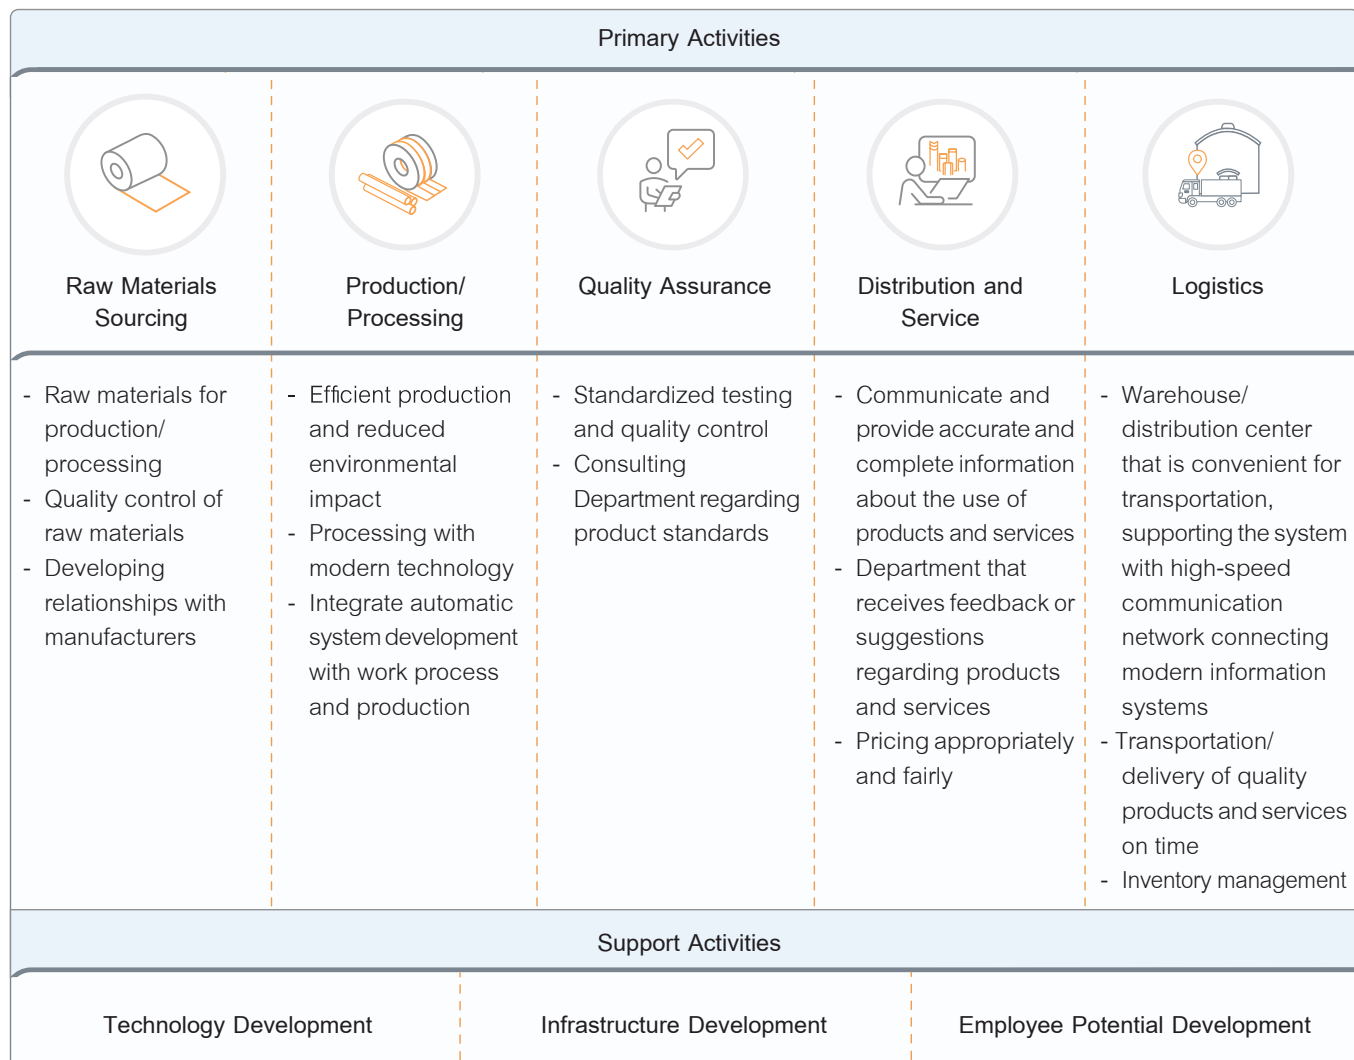 Primary Activities
Raw Materials
Sourcing
Production/
Processing
Quality Assurance
Distribution and
Service
Logistics
- Raw materials for
production/
processing
- Quality control of
raw materials
- Developing
relationships with
manufacturers
- Efficient production
and reduced
environmental
impact
- Processing with
modern technology
- Integrate automatic
system development
with work process
and production
- Standardized testing
and quality control
- Consulting
Department regarding
product standards
- Communicate and
provide accurate and
complete information
about the use of
products and services
- Department that
receives feedback or
suggestions
regarding products
and services
- Pricing appropriately
and fairly
- Warehouse/
distribution center
that is convenient for
transportation,
supporting the system
with high-speed
communication
network connecting
modern information
systems
- Transportation/
delivery of quality
products and services
on time
- Inventory management
Support Activities
Technology Development
Infrastructure Development
Employee Potential Development